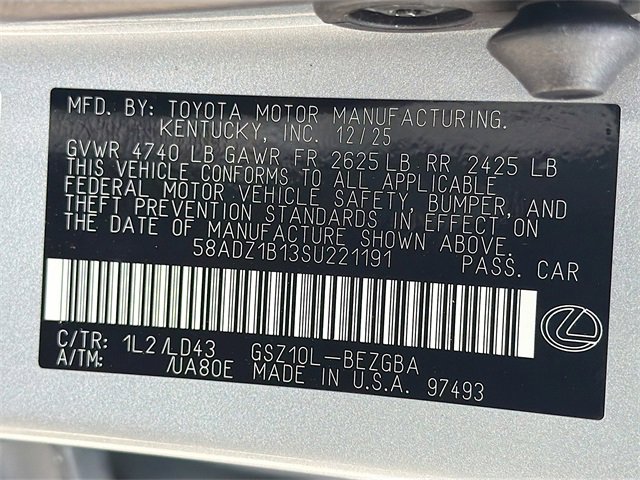 MFD. BY: TOYOTA MOTOR MANUFACTURING.
KENTUCKY, INC. 12/25
GVWR 4740 LB GAWR FR 2625 LB RR 2425 LB
THIS VEHICLE CONFORMS TO ALL APPLICABLE
FEDERAL MOTOR VEHICLE SAFETY, BUMPER, AND
THEFT PREVENTION STANDARDS IN EFFECT ON
THE DATE OF MANUFACTURE SHOWN ABOVE.
58ADZ1B13SU221191 PASS. CAR
C/TR: 1L2/LD43 GSZ10L-BEZGBA
A/TM: /UA80E MADE IN U.S.A. 97493